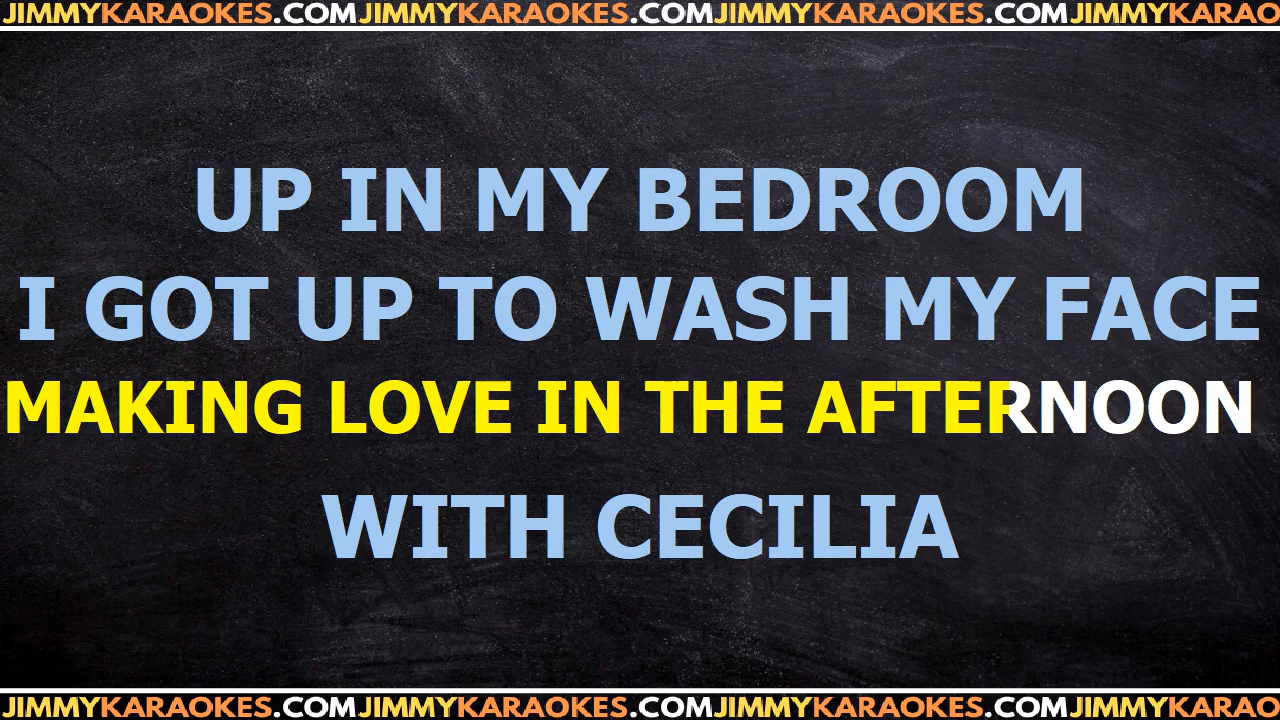 JIMMYKARAOKES.COMJIMMYKARAOKES.COMJIMMYKARAOKES.COMJIMMYKARAO
UP IN MY BEDROOM
I GOT UP TO WASH MY FACE
MAKING LOVE IN THE AFTERNOON
WITH CECILIA
JIMMYKARAOKES.COMJIMMYKARAOKES.COMJIMMYKARAOKES.COMJIMMYKARAO